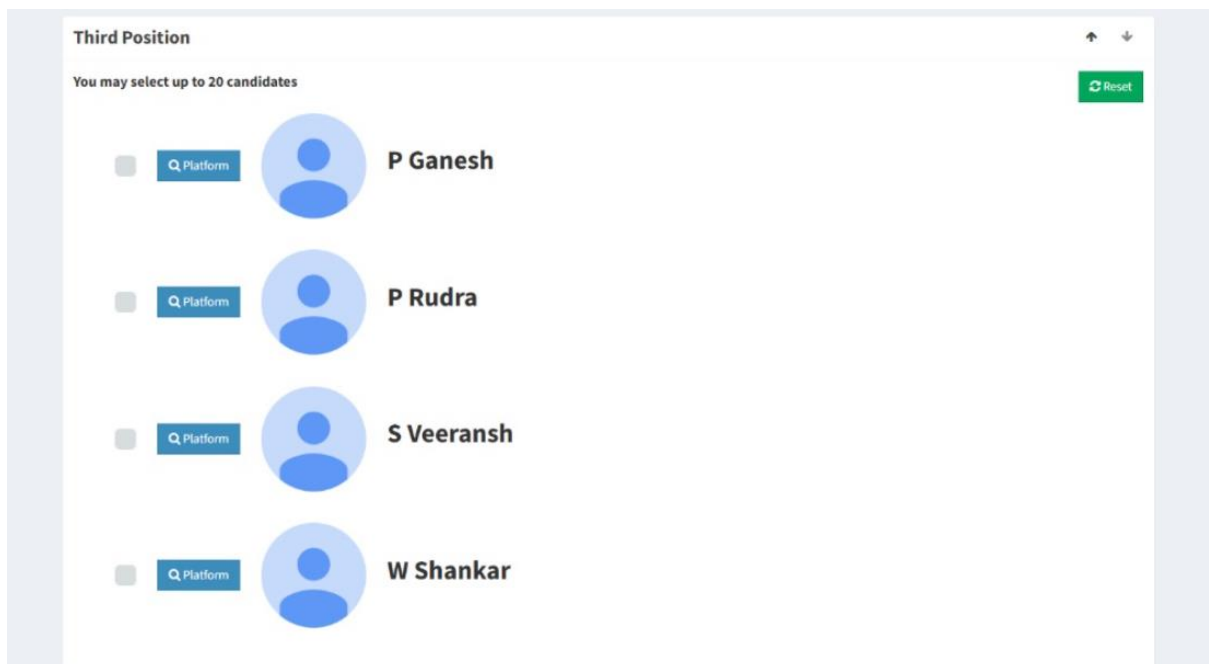 Third Position
You may select up to 20 candidates
Reset
Platform
P Ganesh
Platform
P Rudra
Platform
S Veeransh
Platform
W Shankar